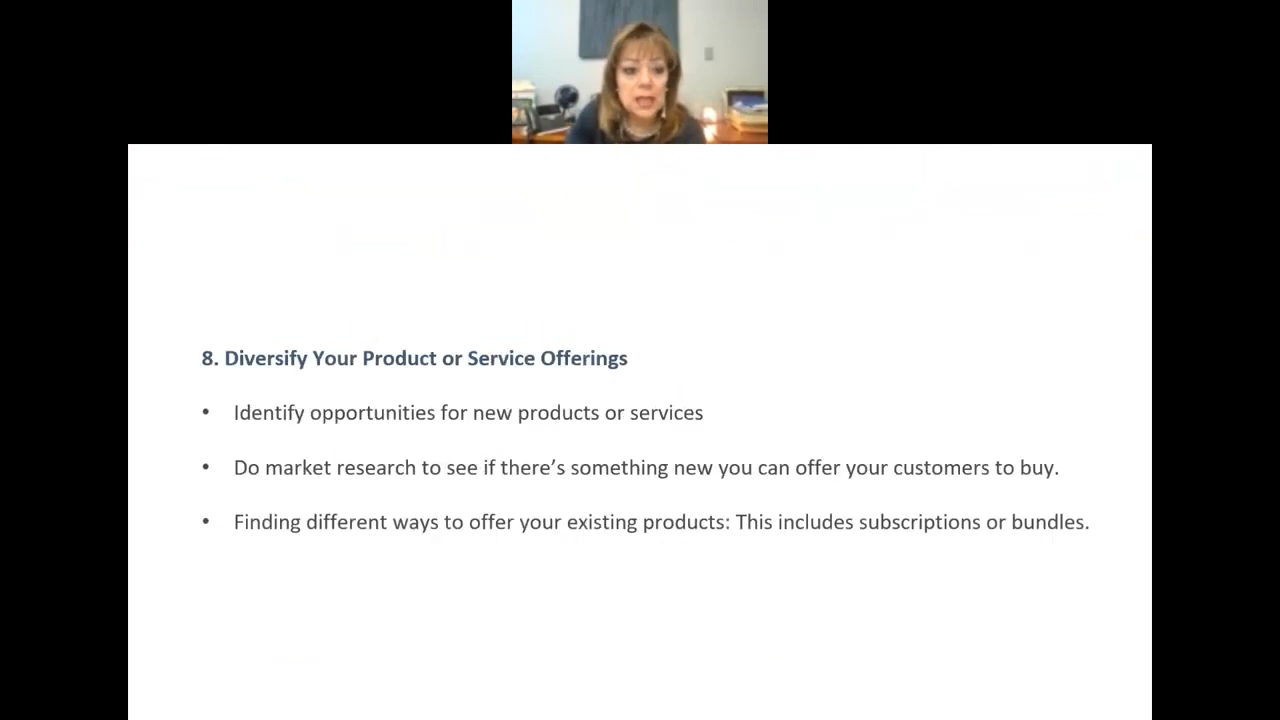 8. Diversify Your Product or Service Offerings
• Identify opportunities for new products or services
• Do market research to see if there’s something new you can offer your customers to buy.
• Finding different ways to offer your existing products: This includes subscriptions or bundles.